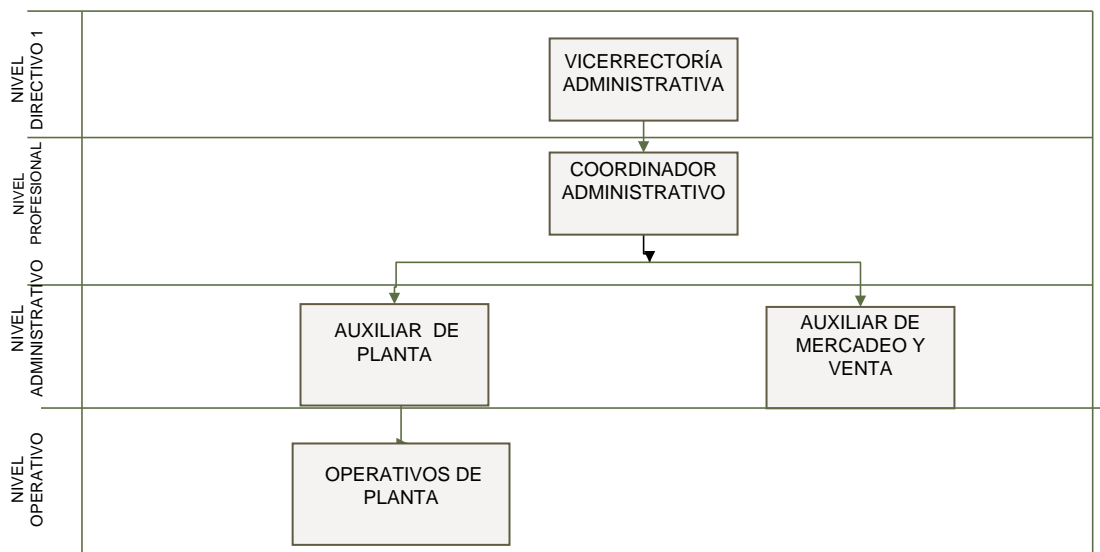 NIVEL
DIRECTIVO 1
VICERRECTORÍA
ADMINISTRATIVA
NIVEL
PROFESIONAL
COORDINADOR
ADMINISTRATIVO
NIVEL
ADMINISTRATIVO
AUXILIAR DE
PLANTA
AUXILIAR DE
MERCADEO Y
VENTA
NIVEL
OPERATIVO
OPERATIVOS DE
PLANTA